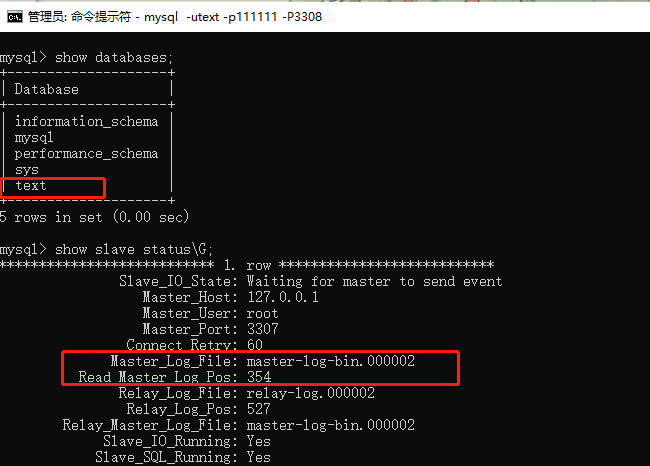 管理员: 命令提示符 - mysql -utext -p111111 -P3308
mysql> show databases;
+--------------------+
| Database           |
+--------------------+
| information_schema |
| mysql              |
| performance_schema |
| sys                |
| text               |
+--------------------+
5 rows in set (0.00 sec)
mysql> show slave status\G;
*************************** 1. row ***************************
Slave_IO_State: Waiting for master to send event
Master_Host: 127.0.0.1
Master_User: root
Master_Port: 3307
Connect_Retry: 60
Master_Log_File: master-log-bin.000002
Read_Master_Log_Pos: 354
Relay_Log_File: relay-log.000002
Relay_Log_Pos: 527
Relay_Master_Log_File: master-log-bin.000002
Slave_IO_Running: Yes
Slave_SQL_Running: Yes